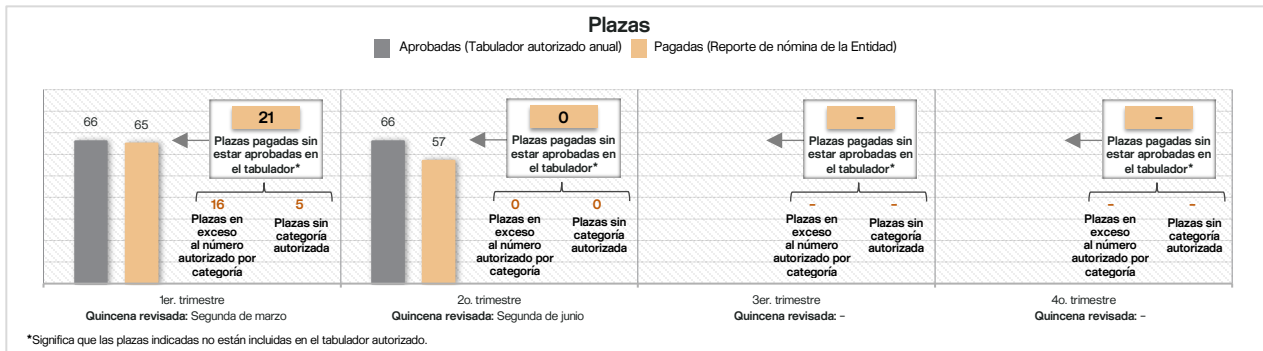 Plazas
Aprobadas (Tabulador autorizado anual) Pagadas (Reporte de nómina de la Entidad)
66
65
21
Plazas pagadas sin
estar aprobadas en
el tabulador*
16
Plazas en
exceso
al número
autorizado por
categoría
5
Plazas sin
categoría
autorizada
1er. trimestre
Quincena revisada: Segunda de marzo
66
57
0
Plazas pagadas sin
estar aprobadas en
el tabulador*
0
Plazas en
exceso
al número
autorizado por
categoría
0
Plazas sin
categoría
autorizada
2o. trimestre
Quincena revisada: Segunda de junio
–
Plazas pagadas sin
estar aprobadas en
el tabulador*
–
Plazas en
exceso
al número
autorizado por
categoría
–
Plazas sin
categoría
autorizada
3er. trimestre
Quincena revisada: –
–
Plazas pagadas sin
estar aprobadas en
el tabulador*
–
Plazas en
exceso
al número
autorizado por
categoría
–
Plazas sin
categoría
autorizada
4o. trimestre
Quincena revisada: –
*Significa que las plazas indicadas no están incluidas en el tabulador autorizado.